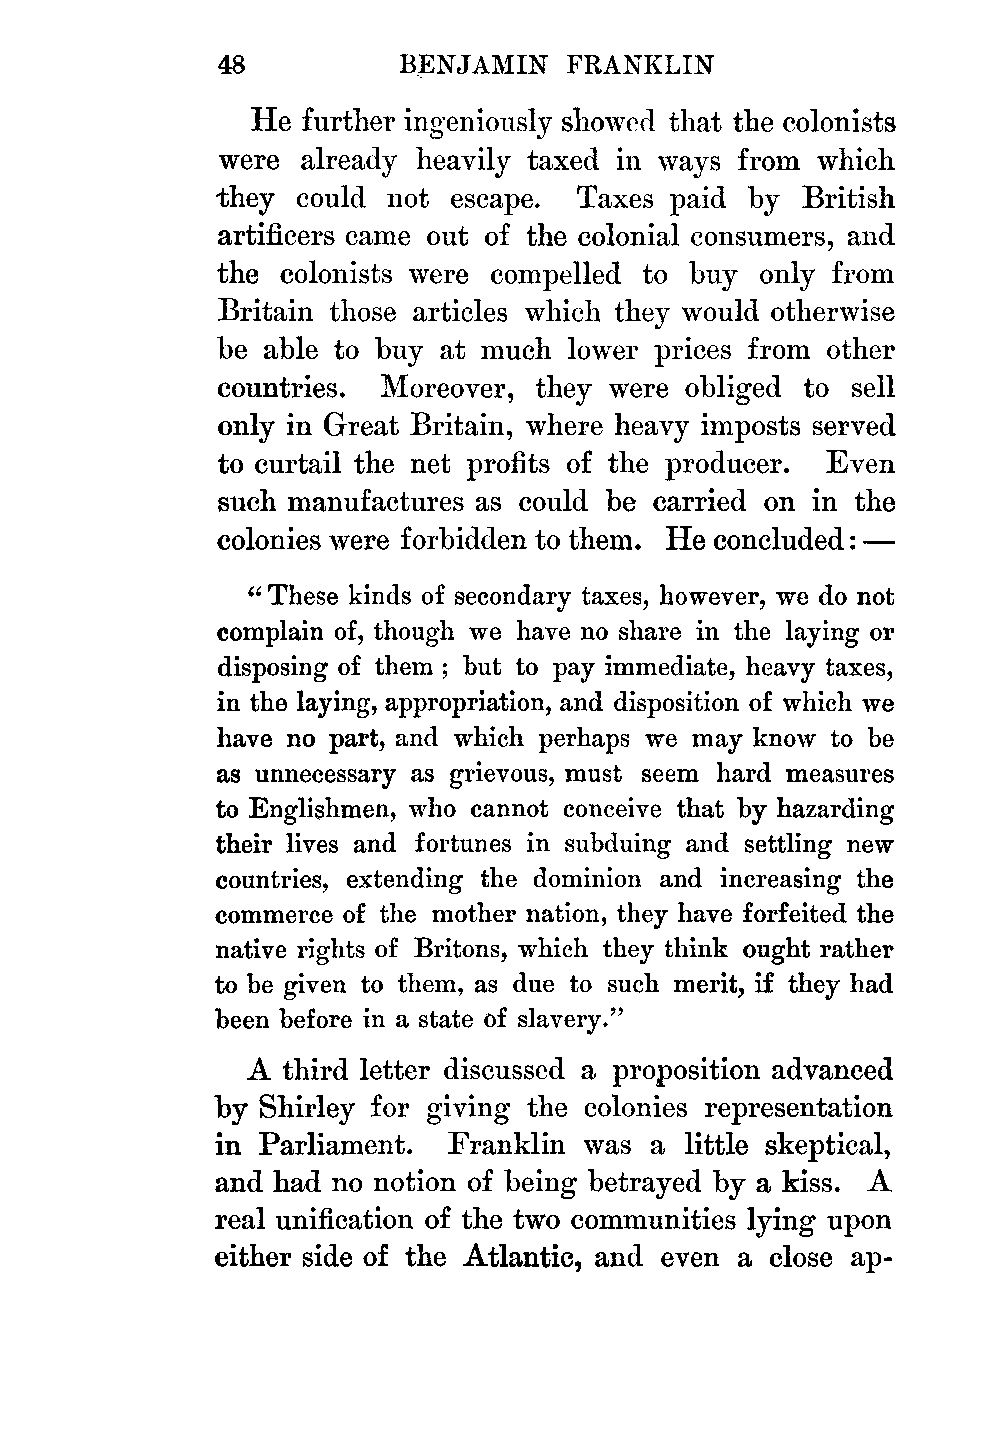 48 BENJAMIN FRANKLIN
He further ingeniously showed that the colonists
were already heavily taxed in ways from which
they could not escape. Taxes paid by British
artificers came out of the colonial consumers, and
the colonists were compelled to buy only from
Britain those articles which they would otherwise
be able to buy at much lower prices from other
countries. Moreover, they were obliged to sell
only in Great Britain, where heavy imposts served
to curtail the net profits of the producer. Even
such manufactures as could be carried on in the
colonies were forbidden to them. He concluded: —
“These kinds of secondary taxes, however, we do not
complain of, though we have no share in the laying or
disposing of them ; but to pay immediate, heavy taxes,
in the laying, appropriation, and disposition of which we
have no part, and which perhaps we may know to be
as unnecessary as grievous, must seem hard measures
to Englishmen, who cannot conceive that by hazarding
their lives and fortunes in subduing and settling new
countries, extending the dominion and increasing the
commerce of the mother nation, they have forfeited the
native rights of Britons, which they think ought rather
to be given to them, as due to such merit, if they had
been before in a state of slavery.”
A third letter discussed a proposition advanced
by Shirley for giving the colonies representation
in Parliament. Franklin was a little skeptical,
and had no notion of being betrayed by a kiss. A
real unification of the two communities lying upon
either side of the Atlantic, and even a close ap-